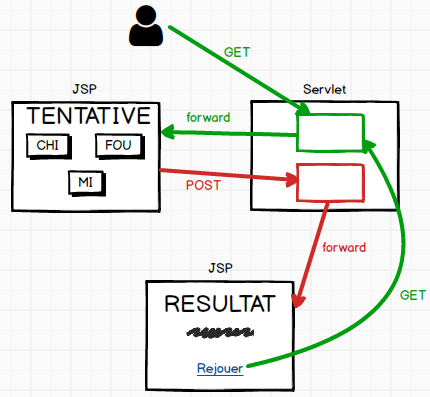 GET
JSP
Servlet
TENTATIVE
forward
CHI
FOU
MI
POST
forward
JSP
RESULTAT
GET
Rejouer